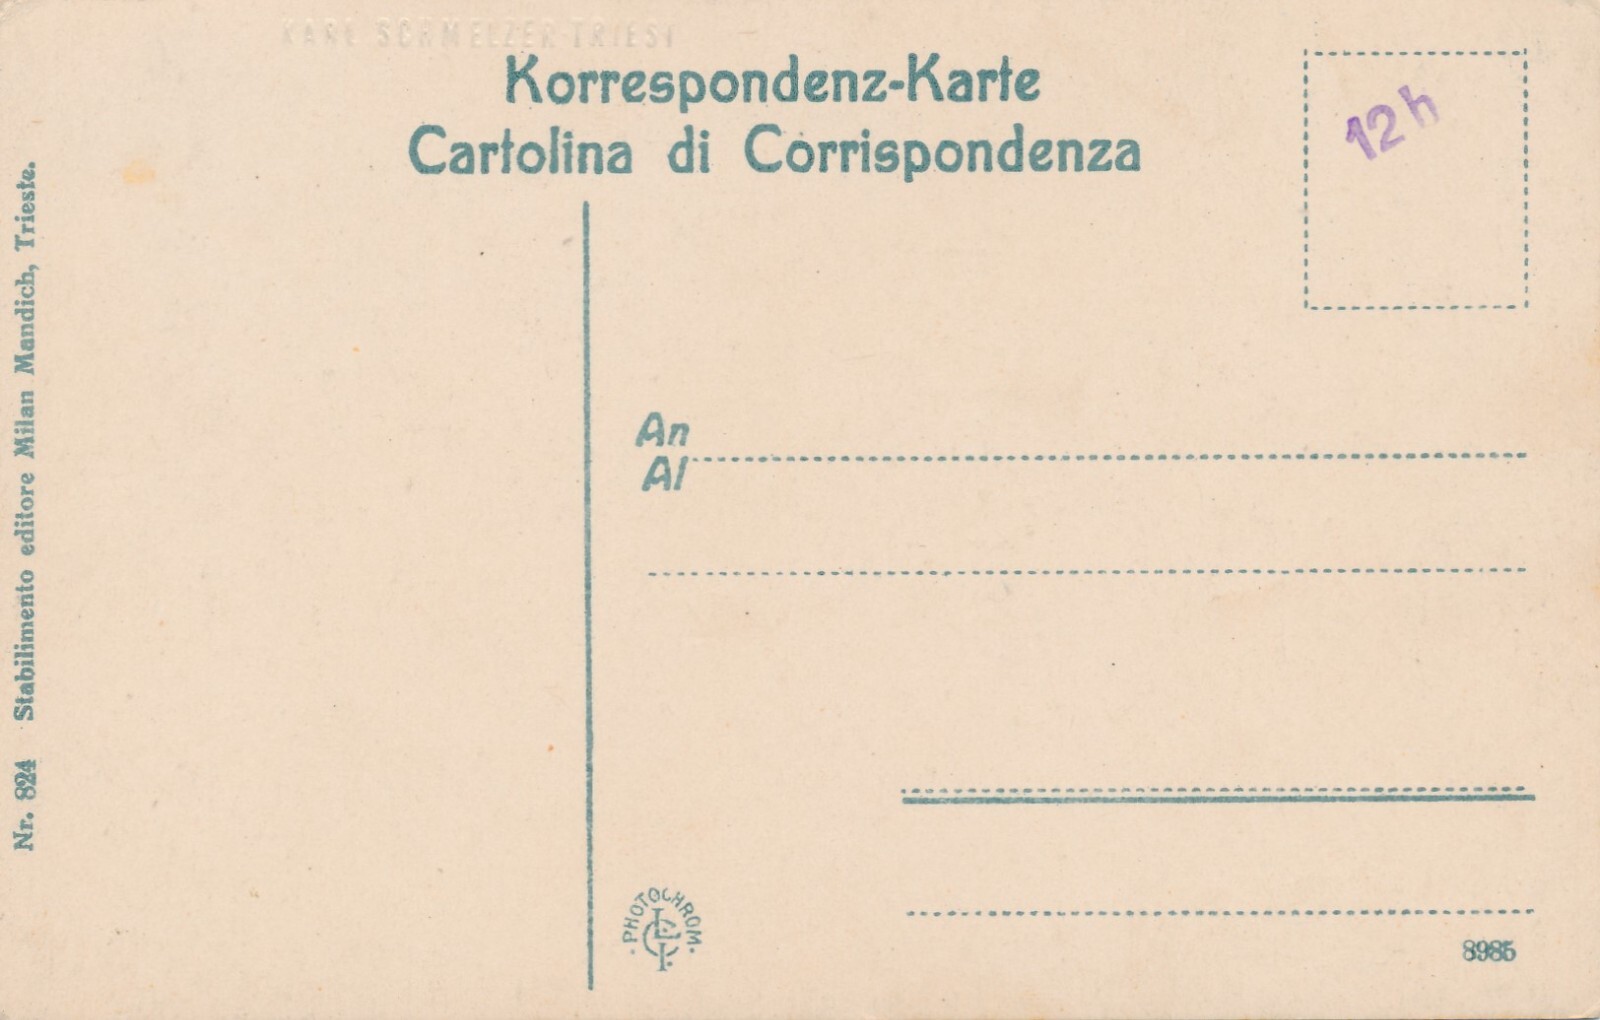 KARL SCHMELZER-TRIEST
Korrespondenz-Karte
Cartolina di Corrispondenza
12 h
Nr. 824 Stabilimento editore Milan Mandich, Trieste.
An
Al
PHOTOCHROM
8985